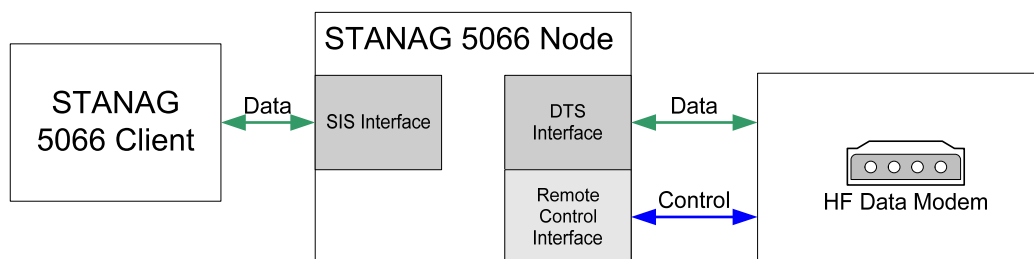 STANAG 5066 Node
STANAG
5066 Client
Data
SIS Interface
DTS
Interface
Data
Remote
Control
Interface
Control
HF Data Modem